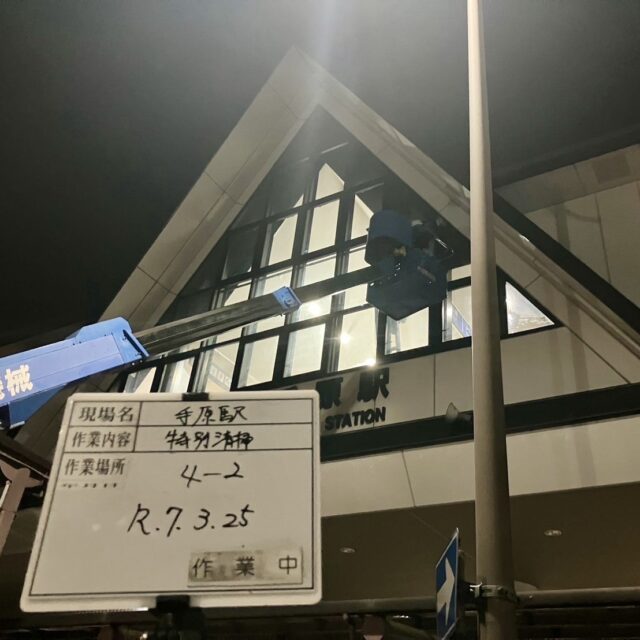 械
駅
STATION
現場名 手原駅
作業内容 特別清掃
作業場所 4-2
R.7.3.25
作業中